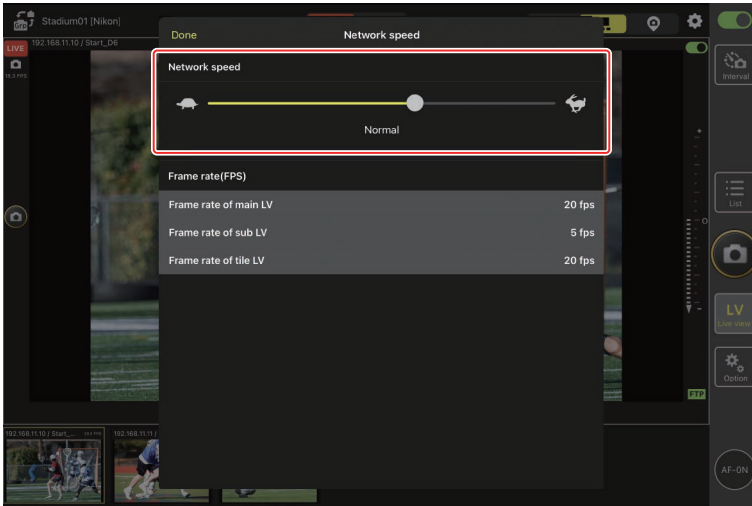 Grp
Stadium01 [Nikon]
LIVE
192.168.11.10 / Start_D6
Done
Network speed
Network speed
Normal
Frame rate(FPS)
Frame rate of main LV 20 fps
Frame rate of sub LV 5 fps
Frame rate of tile LV 20 fps
Interval
List
LV
Live view
Option
FTP
192.168.11.10 / Start_...
192.168.11.11 /
AF-ON